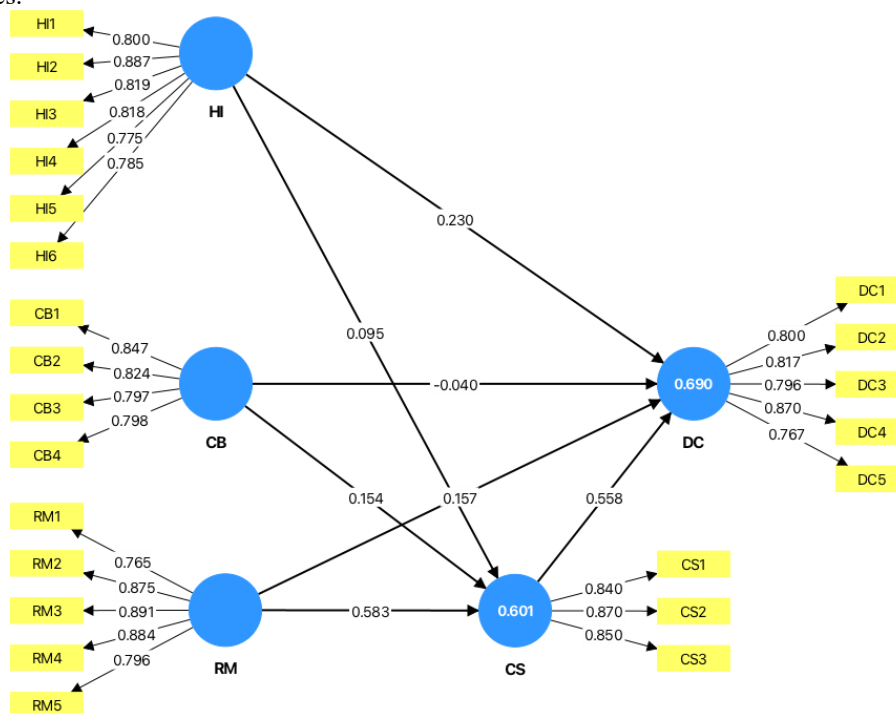 es.
HI1
HI2
HI3
HI4
HI5
HI6
0.800
0.887
0.819
0.818
0.775
0.785
HI
0.230
0.095
CB1
CB2
CB3
CB4
0.847
0.824
0.797
0.798
CB
-0.040
0.154
0.157
0.690
DC
DC1
DC2
DC3
DC4
DC5
0.800
0.817
0.796
0.870
0.767
0.558
RM1
RM2
RM3
RM4
RM5
0.765
0.875
0.891
0.884
0.796
RM
0.583
0.601
CS
0.840
0.870
0.850
CS1
CS2
CS3